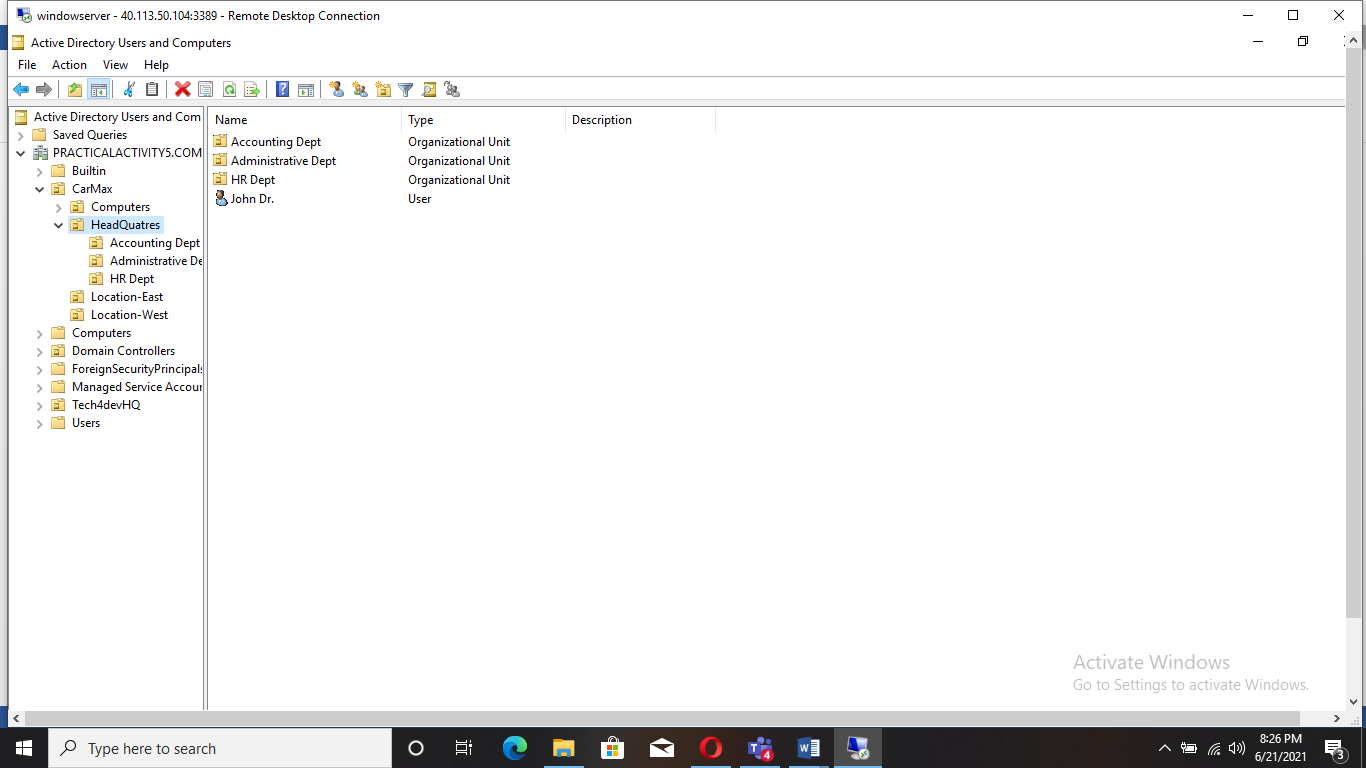 windowserver - 40.113.50.104:3389 - Remote Desktop Connection
Active Directory Users and Computers
File Action View Help
Active Directory Users and Com
Saved Queries
PRACTICALACTIVITY5.COM
Builtin
CarMax
Computers
HeadQuatres
Accounting Dept
Administrative De
HR Dept
Location-East
Location-West
Computers
Domain Controllers
ForeignSecurityPrincipals
Managed Service Accour
Tech4devHQ
Users
Name Type Description
Accounting Dept Organizational Unit
Administrative Dept Organizational Unit
HR Dept Organizational Unit
John Dr. User
Activate Windows
Go to Settings to activate Windows.
Type here to search
4
8:26 PM
6/21/2021
3